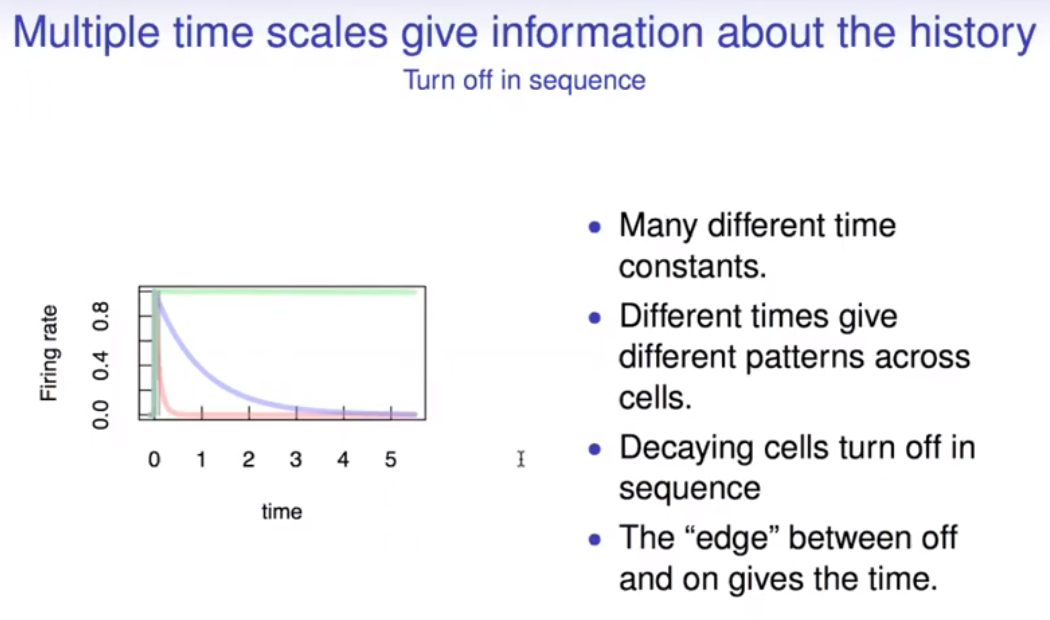 Multiple time scales give information about the history
Turn off in sequence
Firing rate
0.8
0.4
0.0
0 1 2 3 4 5
time
• Many different time
constants.
• Different times give
different patterns across
cells.
• Decaying cells turn off in
sequence
• The “edge” between off
and on gives the time.